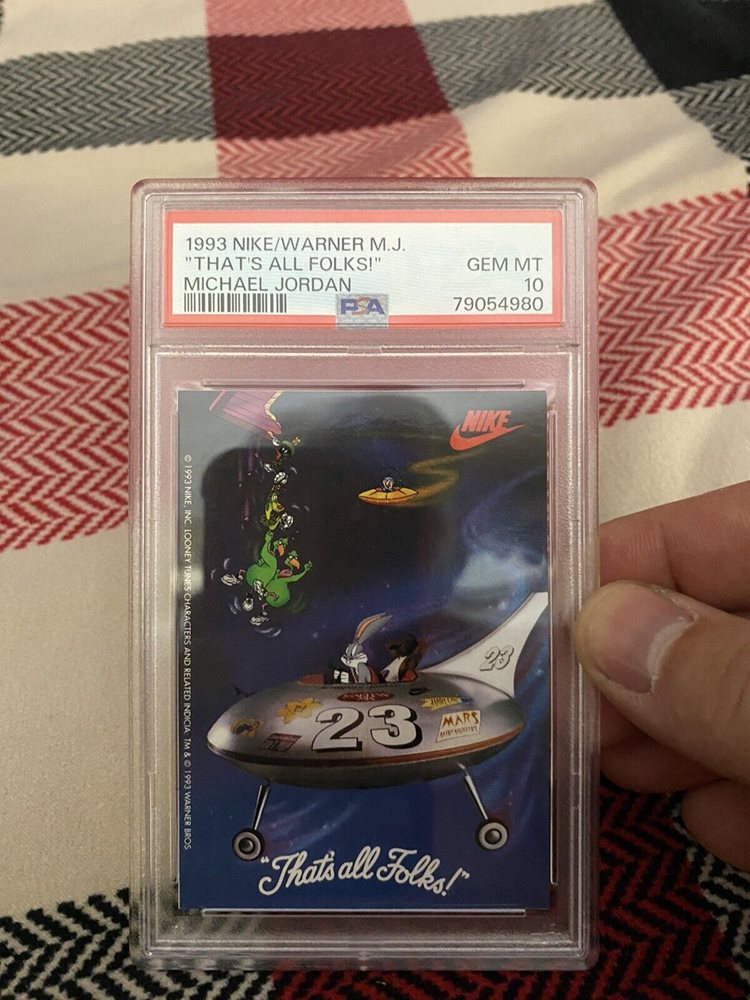 1993 NIKE/WARNER M.J.
"THAT'S ALL FOLKS!" GEM MT
MICHAEL JORDAN 10
PSA 79054980
NIKE
© 1993 NIKE, INC. LOONEY TUNES CHARACTERS AND RELATED INDICIA: TM & © 1993 WARNER BROS.
23
23
MARS
"That's all Folks!"